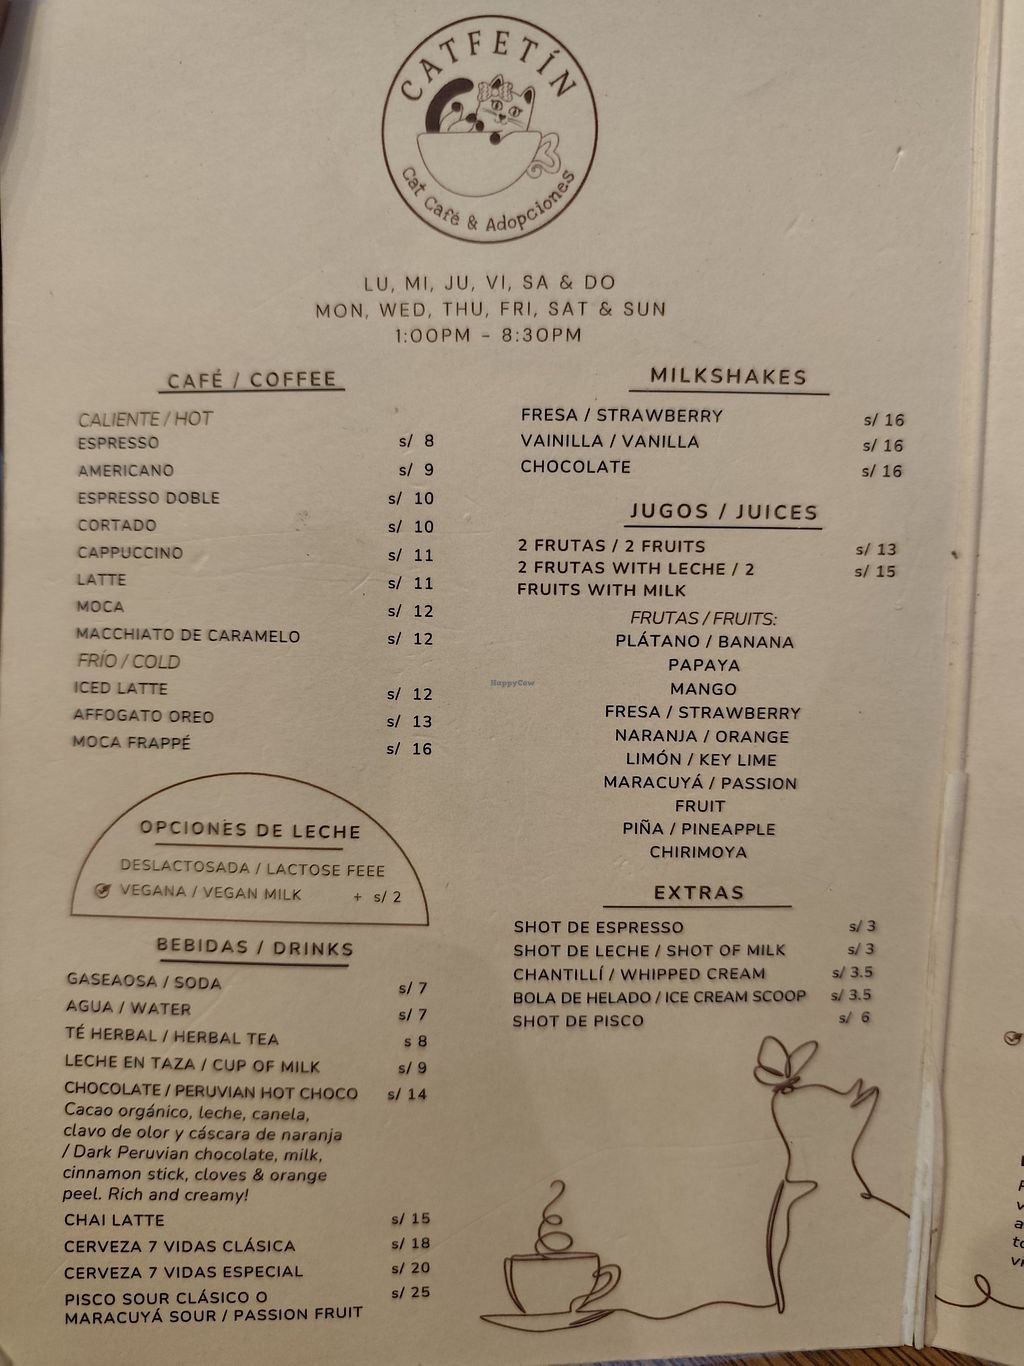 CATFETÍN
Cat Café & Adopciones
LU, MI, JU, VI, SA & DO
MON, WED, THU, FRI, SAT & SUN
1:00PM - 8:30PM
CAFÉ / COFFEE
CALIENTE / HOT
ESPRESSO s/ 8
AMERICANO s/ 9
ESPRESSO DOBLE s/ 10
CORTADO s/ 10
CAPPUCCINO s/ 11
LATTE s/ 11
MOCA s/ 12
MACCHIATO DE CARAMELO s/ 12
FRÍO / COLD
ICED LATTE s/ 12
AFFOGATO OREO s/ 13
MOCA FRAPPÉ s/ 16
OPCIONES DE LECHE
DESLACTOSADA / LACTOSE FEEE
VEGANA / VEGAN MILK + s/ 2
BEBIDAS / DRINKS
GASEAOSA / SODA s/ 7
AGUA / WATER s/ 7
TÉ HERBAL / HERBAL TEA s 8
LECHE EN TAZA / CUP OF MILK s/ 9
CHOCOLATE / PERUVIAN HOT CHOCO s/ 14
Cacao orgánico, leche, canela,
clavo de olor y cáscara de naranja
/ Dark Peruvian chocolate, milk,
cinnamon stick, cloves & orange
peel. Rich and creamy!
CHAI LATTE s/ 15
CERVEZA 7 VIDAS CLÁSICA s/ 18
CERVEZA 7 VIDAS ESPECIAL s/ 20
PISCO SOUR CLÁSICO O s/ 25
MARACUYÁ SOUR / PASSION FRUIT
MILKSHAKES
FRESA / STRAWBERRY s/ 16
VAINILLA / VANILLA s/ 16
CHOCOLATE s/ 16
JUGOS / JUICES
2 FRUTAS / 2 FRUITS s/ 13
2 FRUTAS WITH LECHE / 2 s/ 15
FRUITS WITH MILK
FRUTAS / FRUITS:
PLÁTANO / BANANA
PAPAYA
MANGO
FRESA / STRAWBERRY
NARANJA / ORANGE
LIMÓN / KEY LIME
MARACUYÁ / PASSION
FRUIT
PIÑA / PINEAPPLE
CHIRIMOYA
EXTRAS
SHOT DE ESPRESSO s/ 3
SHOT DE LECHE / SHOT OF MILK s/ 3
CHANTILLÍ / WHIPPED CREAM s/ 3.5
BOLA DE HELADO / ICE CREAM SCOOP s/ 3.5
SHOT DE PISCO s/ 6
HappyCow